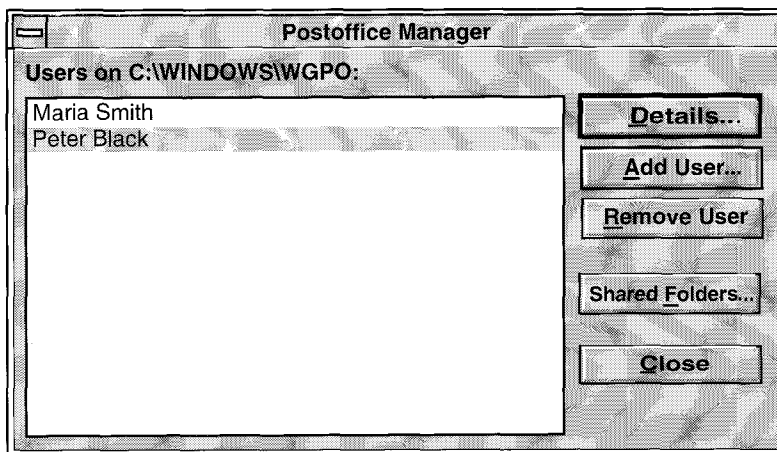 Postoffice Manager
Users on C:\WINDOWS\WGPO:
Maria Smith
Peter Black
Details...
Add User...
Remove User
Shared Folders...
Close